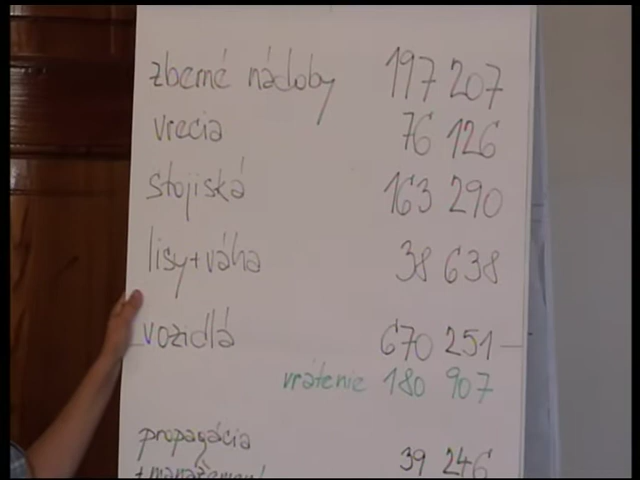 zberné nádoby 197 207
vrecia 76 126
stojiská 163 290
lisy+váha 38 638
vozidlá 670 251
vrátenie 180 907
propagácia
+ manažement 39 246